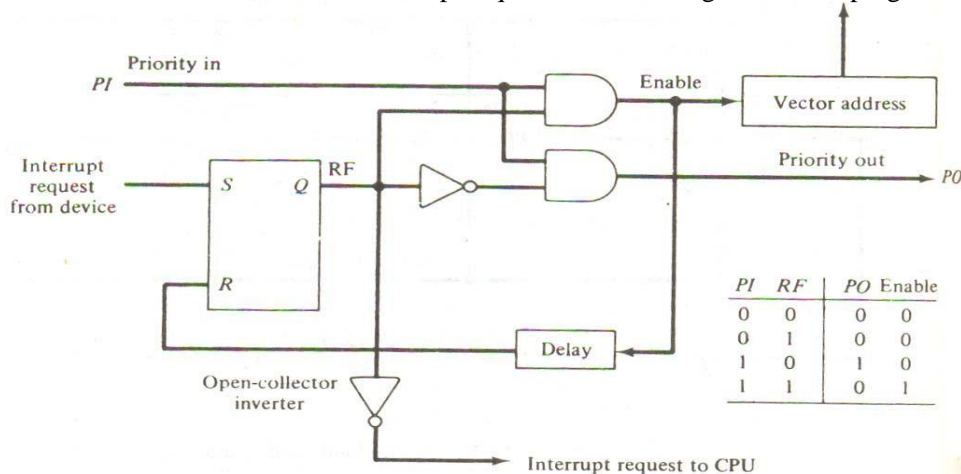 Priority in
PI
Enable
Vector address
Interrupt
request
from device
S
Q
RF
Priority out
PO
R
PI RF PO Enable
0 0 0 0
0 1 0 0
1 0 1 0
1 1 0 1
Delay
Open-collector
inverter
Interrupt request to CPU